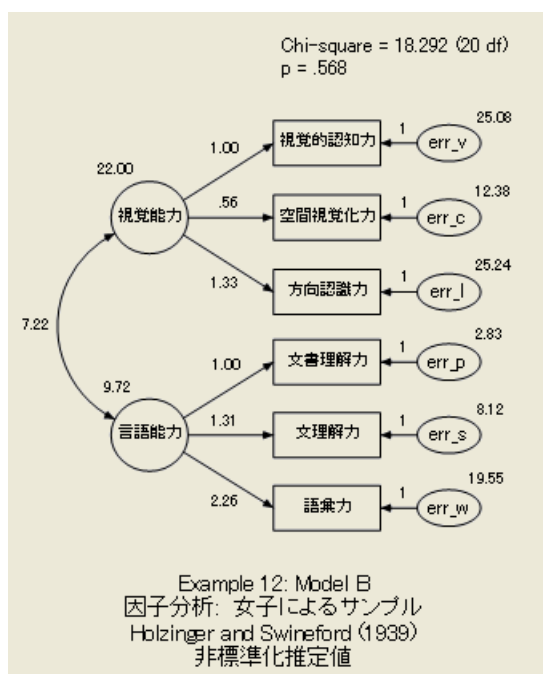 Chi-square = 18.292 (20 df)
p = .568
25.08
1.00
視覚的認知力
1
err_v
22.00
12.38
視覚能力
.56
空間視覚化力
1
err_c
25.24
1.33
方向認識力
1
err_l
7.22
2.83
9.72
1.00
文書理解力
1
err_p
8.12
言語能力
1.31
文理解力
1
err_s
19.55
2.26
語彙力
1
err_w
Example 12: Model B
因子分析: 女子によるサンプル
Holzinger and Swineford (1939)
非標準化推定値